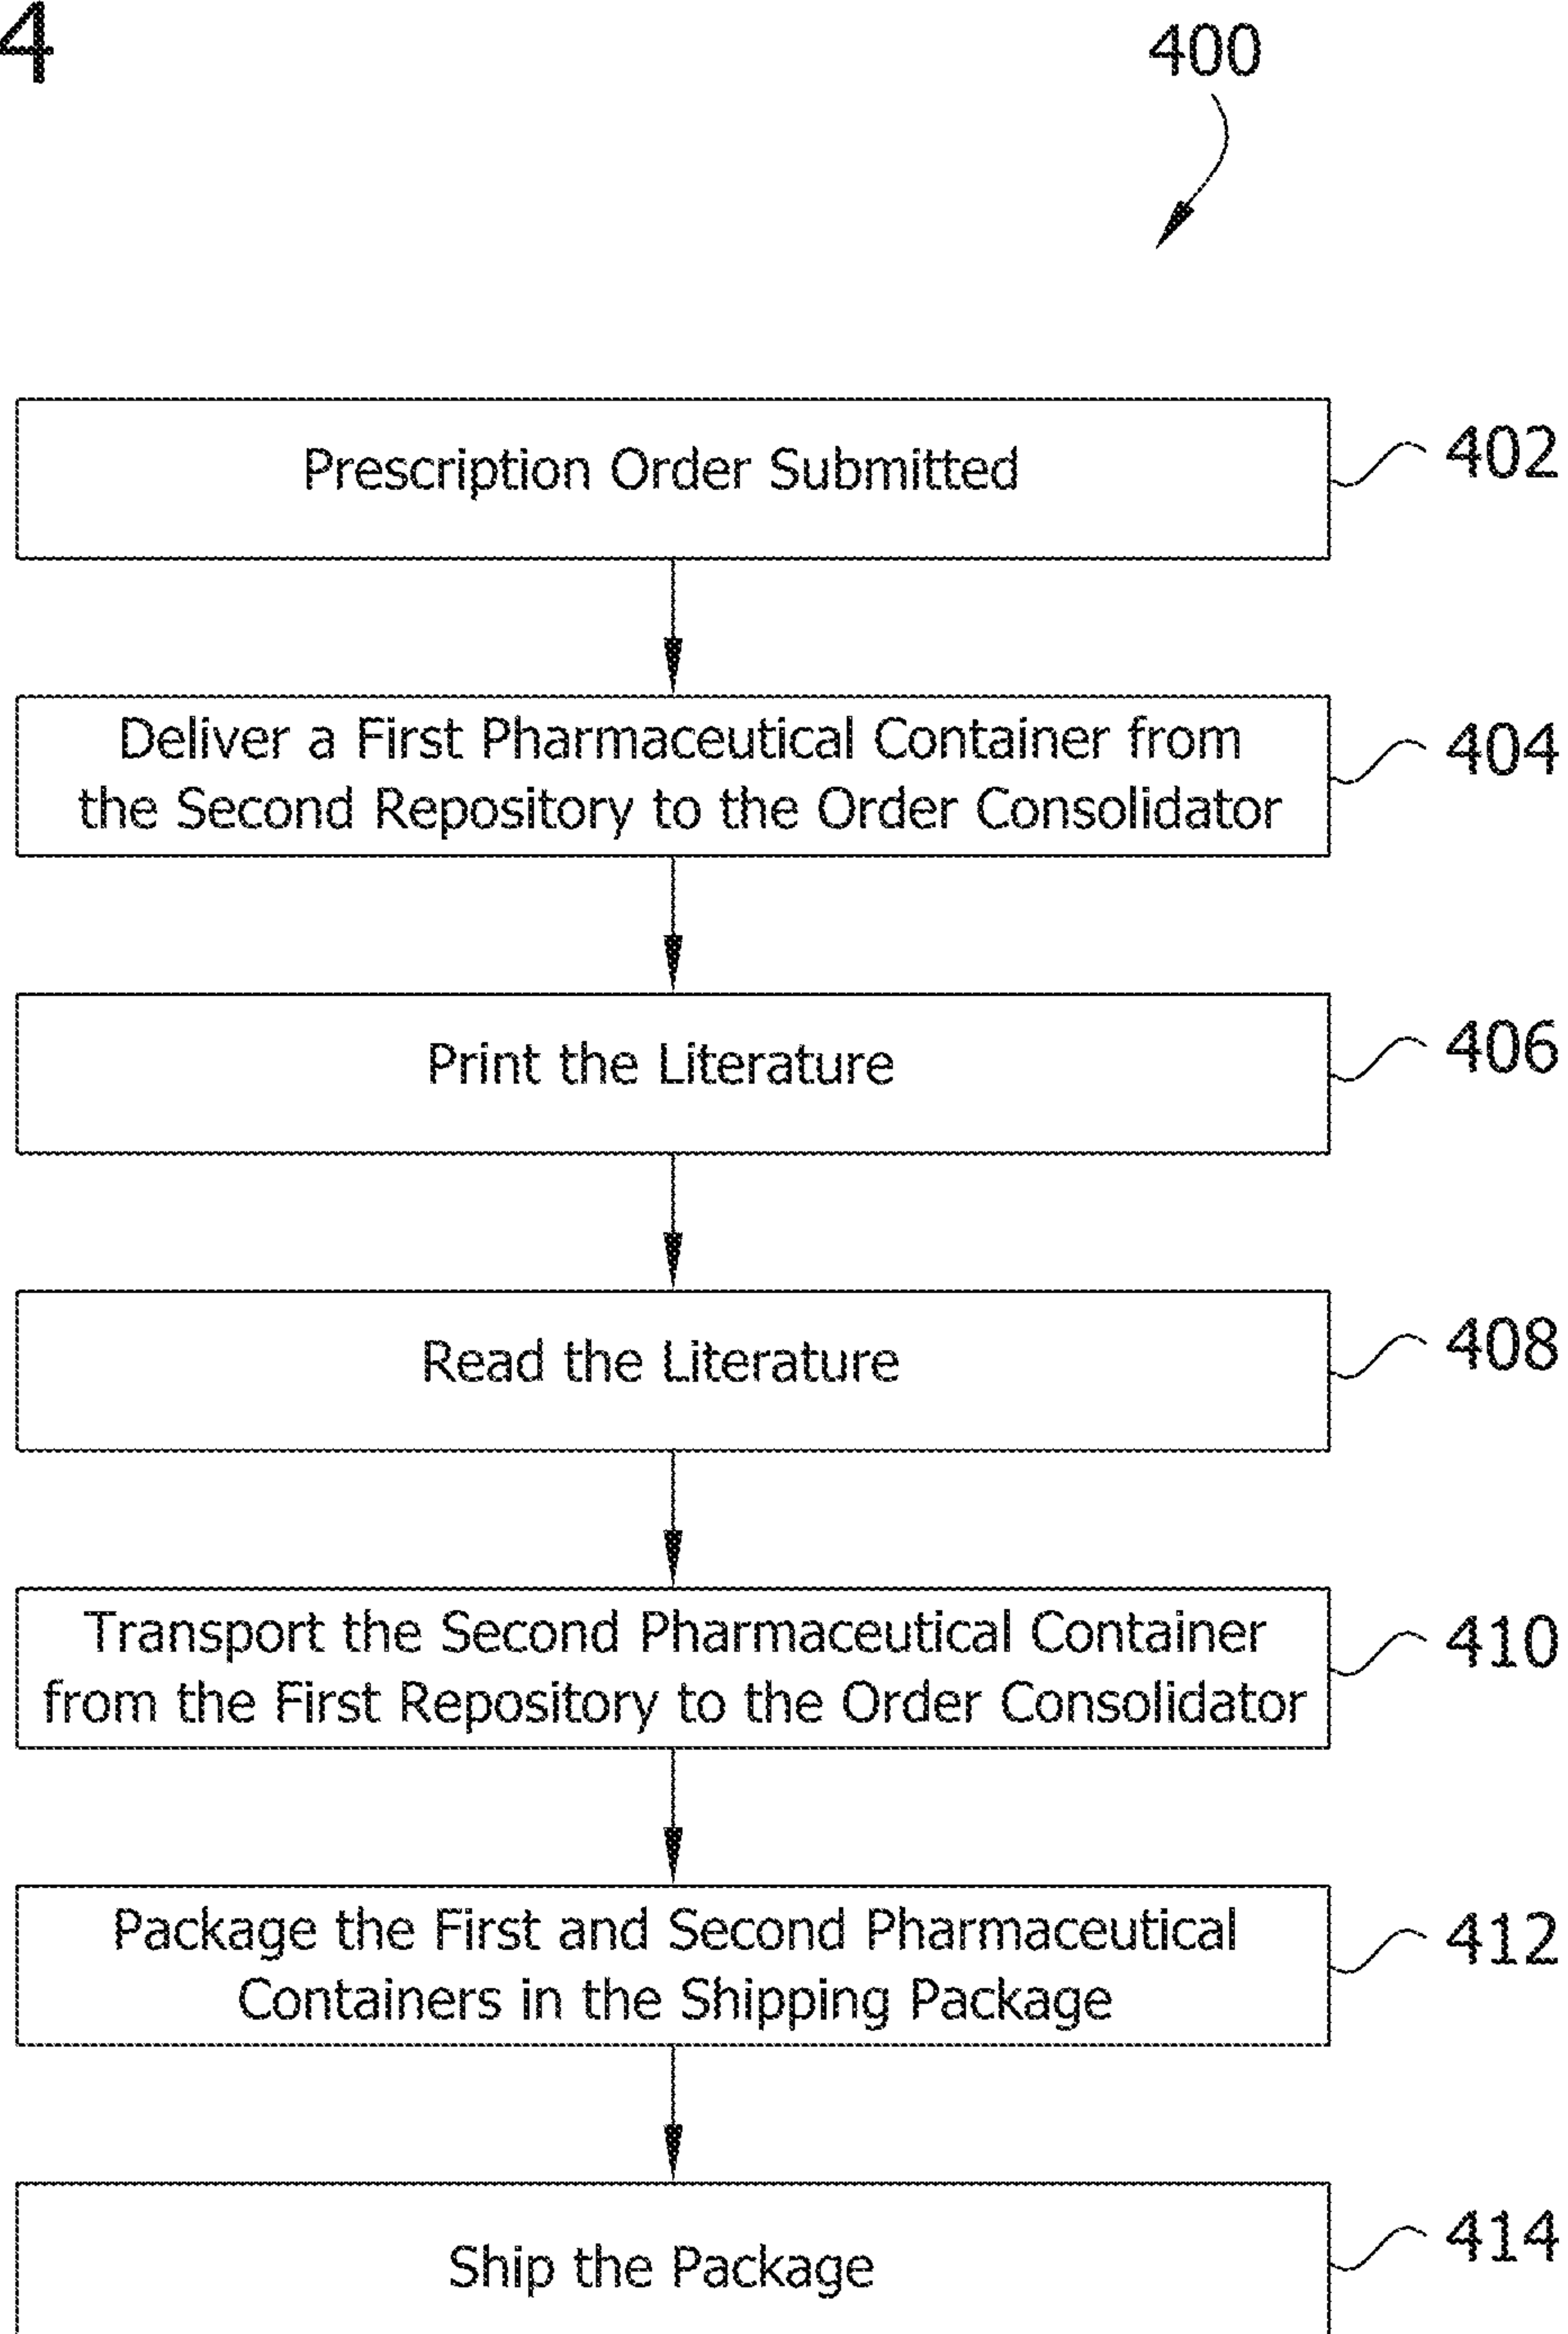 4
400
Prescription Order Submitted
402
Deliver a First Pharmaceutical Container from
the Second Repository to the Order Consolidator
404
Print the Literature
406
Read the Literature
408
Transport the Second Pharmaceutical Container
from the First Repository to the Order Consolidator
410
Package the First and Second Pharmaceutical
Containers in the Shipping Package
412
Ship the Package
414